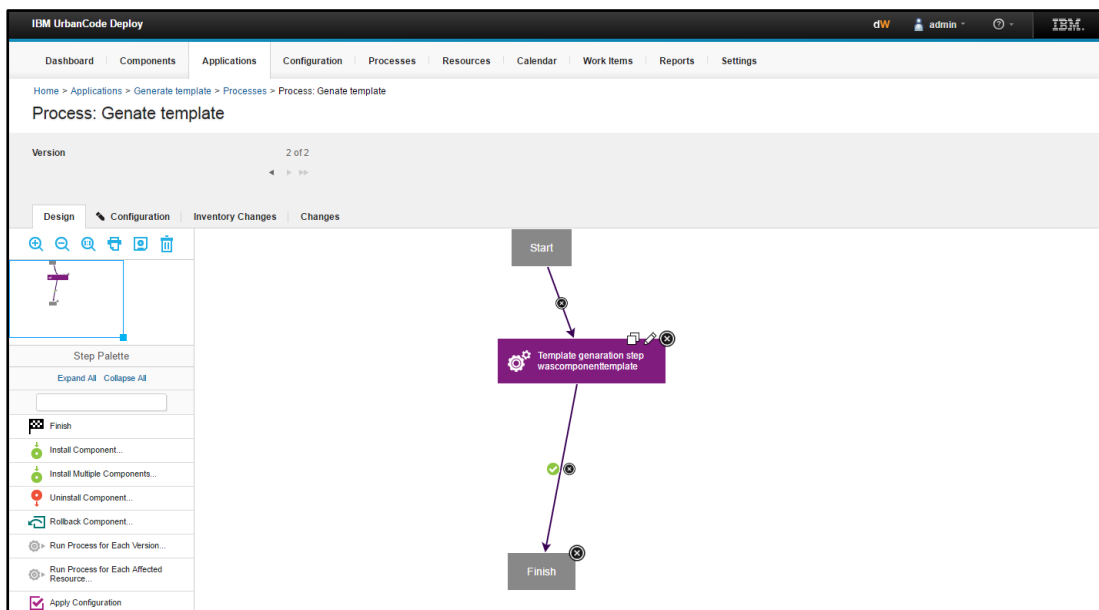 IBM UrbanCode Deploy
dW admin IBM.
Dashboard Components Applications Configuration Processes Resources Calendar Work Items Reports Settings
Home > Applications > Generate template > Processes > Process: Genate template
Process: Genate template
Version 2 of 2
Design Configuration Inventory Changes Changes
Start
Step Palette
Expand All Collapse All
Template genaration step
wascomponenttemplate
Finish
Install Component...
Install Multiple Components...
Uninstall Component...
Rollback Component...
Run Process for Each Version...
Run Process for Each Affected
Resource...
Apply Configuration
Finish